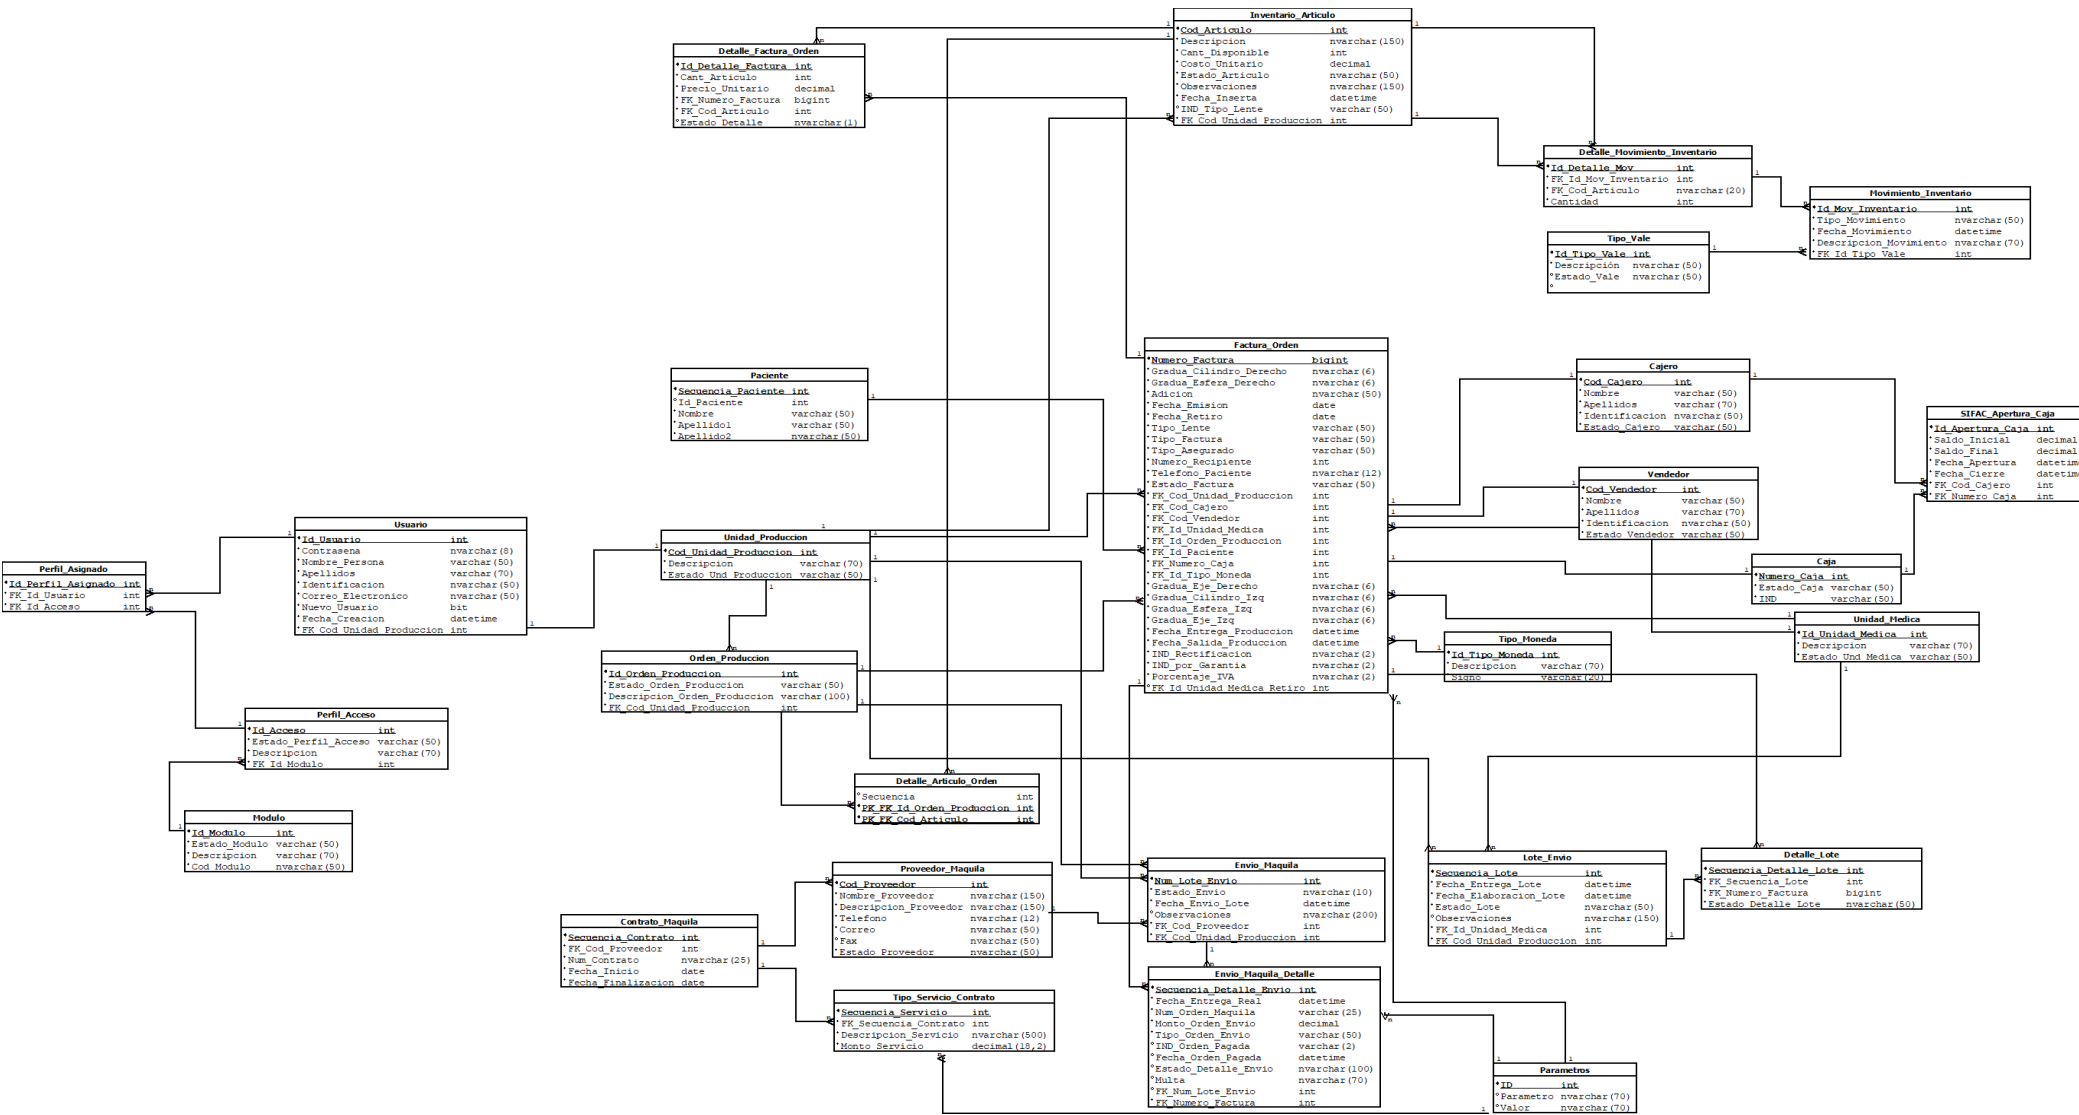 Inventario_Articulo
Cod_Articulo int
Descripcion nvarchar(150)
Cant_Disponible int
Costo_Unitario decimal
Estado_Articulo nvarchar(50)
Observaciones nvarchar(150)
Fecha_Inserta datetime
IND_Tipo_Lente varchar(50)
FK_Cod_Unidad_Produccion int
Detalle_Factura_Orden
Id_Detalle_Factura int
Cant_Articulo int
Precio_Unitario decimal
FK_Numero_Factura bigint
FK_Cod_Articulo int
Estado_Detalle nvarchar(1)
Detalle_Movimiento_Inventario
Id_Detalle_Mov int
FK_Id_Mov_Inventario int
FK_Cod_Articulo nvarchar(20)
Cantidad int
Movimiento_Inventario
Id_Mov_Inventario int
Tipo_Movimiento nvarchar(50)
Fecha_Movimiento datetime
Descripcion_Movimiento nvarchar(70)
FK_Id_Tipo_Vale int
Tipo_Vale
Id_Tipo_Vale int
Descripción nvarchar(50)
Estado_Vale nvarchar(50)
Factura_Orden
Numero_Factura bigint
Gradua_Cilindro_Derecho nvarchar(6)
Gradua_Esfera_Derecho nvarchar(6)
Adicion nvarchar(50)
Fecha_Emision date
Fecha_Retiro date
Tipo_Lente varchar(50)
Tipo_Factura varchar(50)
Tipo_Asegurado varchar(50)
Numero_Recipiente int
Telefono_Paciente nvarchar(12)
Estado_Factura varchar(50)
FK_Cod_Unidad_Produccion int
FK_Cod_Cajero int
FK_Cod_Vendedor int
FK_Id_Unidad_Medica int
FK_Id_Orden_Produccion int
FK_Id_Paciente int
FK_Numero_Caja int
FK_Id_Tipo_Moneda int
Gradua_Eje_Derecho nvarchar(6)
Gradua_Cilindro_Izq nvarchar(6)
Gradua_Esfera_Izq nvarchar(6)
Gradua_Eje_Izq nvarchar(6)
Fecha_Entrega_Produccion datetime
Fecha_Salida_Produccion datetime
IND_Rectificacion nvarchar(2)
IND_por_Garantia nvarchar(2)
Porcentaje_IVA nvarchar(2)
FK_Id_Unidad_Medica_Retiro int
Paciente
Secuencia_Paciente int
Id_Paciente int
Nombre varchar(50)
Apellido1 varchar(50)
Apellido2 nvarchar(50)
Cajero
Cod_Cajero int
Nombre varchar(50)
Apellidos varchar(70)
Identificacion nvarchar(50)
Estado_Cajero varchar(50)
SIFAC_Apertura_Caja
Id_Apertura_Caja int
Saldo_Inicial decimal
Saldo_Final decimal
Fecha_Apertura datetime
Fecha_Cierre datetime
FK_Cod_Cajero int
FK_Numero_Caja int
Vendedor
Cod_Vendedor int
Nombre varchar(50)
Apellidos varchar(70)
Identificacion nvarchar(50)
Estado_Vendedor varchar(50)
Caja
Numero_Caja int
Estado_Caja varchar(50)
IND varchar(50)
Unidad_Medica
Id_Unidad_Medica int
Descripcion varchar(70)
Estado_Und_Medica varchar(50)
Tipo_Moneda
Id_Tipo_Moneda int
Descripcion varchar(70)
Signo varchar(20)
Usuario
Id_Usuario int
Contrasena nvarchar(8)
Nombre_Persona varchar(50)
Apellidos varchar(70)
Identificacion nvarchar(50)
Correo_Electronico nvarchar(50)
Nuevo_Usuario bit
Fecha_Creacion datetime
FK_Cod_Unidad_Produccion int
Unidad_Produccion
Cod_Unidad_Produccion int
Descripcion varchar(70)
Estado_Und_Produccion varchar(50)
Perfil_Asignado
Id_Perfil_Asignado int
FK_Id_Usuario int
FK_Id_Acceso int
Orden_Produccion
Id_Orden_Produccion int
Estado_Orden_Produccion varchar(50)
Descripcion_Orden_Produccion varchar(100)
FK_Cod_Unidad_Produccion int
Perfil_Acceso
Id_Acceso int
Estado_Perfil_Acceso varchar(50)
Descripcion varchar(70)
FK_Id_Modulo int
Detalle_Articulo_Orden
Secuencia int
PK_FK_Id_Orden_Produccion int
PK_FK_Cod_Articulo int
Modulo
Id_Modulo int
Estado_Modulo varchar(50)
Descripcion varchar(70)
Cod_Modulo nvarchar(50)
Proveedor_Maquila
Cod_Proveedor int
Nombre_Proveedor nvarchar(150)
Descripcion_Proveedor nvarchar(150)
Telefono nvarchar(12)
Correo nvarchar(50)
Fax nvarchar(50)
Estado_Proveedor nvarchar(50)
Envio_Maquila
Num_Lote_Envio int
Estado_Envio nvarchar(10)
Fecha_Envio_Lote datetime
Observaciones nvarchar(200)
FK_Cod_Proveedor int
FK_Cod_Unidad_Produccion int
Lote_Envio
Secuencia_Lote int
Fecha_Entrega_Lote datetime
Fecha_Elaboracion_Lote datetime
Estado_Lote nvarchar(50)
Observaciones nvarchar(150)
FK_Id_Unidad_Medica int
FK_Cod_Unidad_Produccion int
Detalle_Lote
Secuencia_Detalle_Lote int
FK_Secuencia_Lote int
FK_Numero_Factura bigint
Estado_Detalle_Lote nvarchar(50)
Contrato_Maquila
Secuencia_Contrato int
FK_Cod_Proveedor int
Num_Contrato nvarchar(25)
Fecha_Inicio date
Fecha_Finalizacion date
Tipo_Servicio_Contrato
Secuencia_Servicio int
FK_Secuencia_Contrato int
Descripcion_Servicio nvarchar(500)
Monto_Servicio decimal(18,2)
Envio_Maquila_Detalle
Secuencia_Detalle_Envio int
Fecha_Entrega_Real datetime
Num_Orden_Maquila varchar(25)
Monto_Orden_Envio decimal
Tipo_Orden_Envio varchar(50)
IND_Orden_Pagada varchar(2)
Fecha_Orden_Pagada datetime
Estado_Detalle_Envio nvarchar(100)
Multa nvarchar(70)
FK_Num_Lote_Envio int
FK_Numero_Factura int
Parametros
ID int
Parametro nvarchar(70)
Valor nvarchar(70)